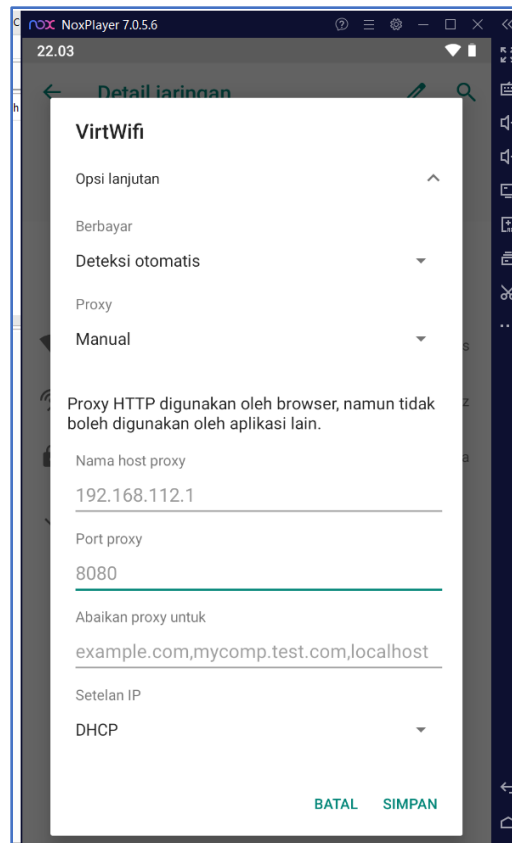 nox NoxPlayer 7.0.5.6
22.03
Detail jaringan
VirtWifi
Opsi lanjutan
Berbayar
Deteksi otomatis
Proxy
Manual
Proxy HTTP digunakan oleh browser, namun tidak
boleh digunakan oleh aplikasi lain.
Nama host proxy
192.168.112.1
Port proxy
8080
Abaikan proxy untuk
example.com,mycomp.test.com,localhost
Setelan IP
DHCP
BATAL SIMPAN